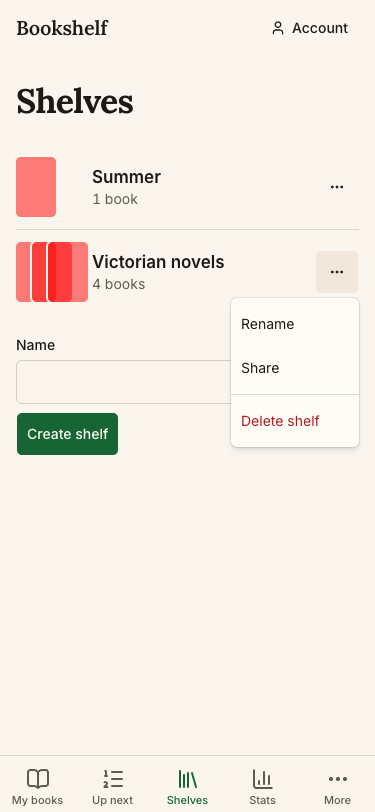 Bookshelf
Account
Shelves
Summer
1 book
Victorian novels
4 books
Rename
Share
Delete shelf
Name
Create shelf
My books
Up next
Shelves
Stats
More